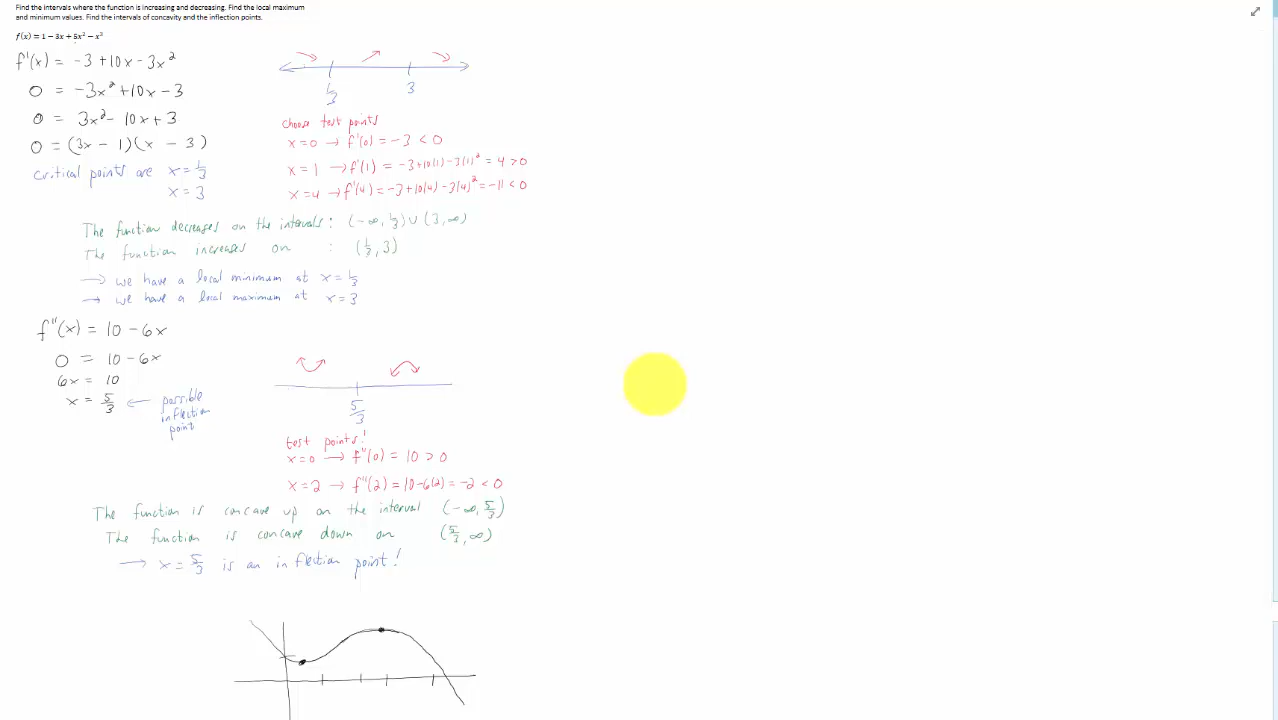 Find the intervals where the function is increasing and decreasing. Find the local maximum
and minimum values. Find the intervals of concavity and the inflection points.
f(x) = 1 − 3x + 5x² − x³
f'(x) = -3 + 10x - 3x²
0 = -3x² + 10x - 3
0 = 3x² - 10x + 3
0 = (3x - 1)(x - 3)
critical points are x = 1/3
x = 3
1/3 3
choose test points
x=0 → f'(0) = -3 < 0
x=1 → f'(1) = -3+10(1)-3(1)² = 4 > 0
x=4 → f'(4) = -3+10(4)-3(4)² = -11 < 0
The function decreases on the intervals: (-∞, 1/3) ∪ (3, ∞)
The function increases on : (1/3, 3)
→ we have a local minimum at x = 1/3
→ we have a local maximum at x = 3
f''(x) = 10 - 6x
0 = 10 - 6x
6x = 10
x = 5/3 ← possible
inflection
point
5/3
test points!
x=0 → f''(0) = 10 > 0
x=2 → f''(2) = 10-6(2) = -2 < 0
The function is concave up on the interval (-∞, 5/3)
The function is concave down on (5/3, ∞)
→ x = 5/3 is an inflection point!